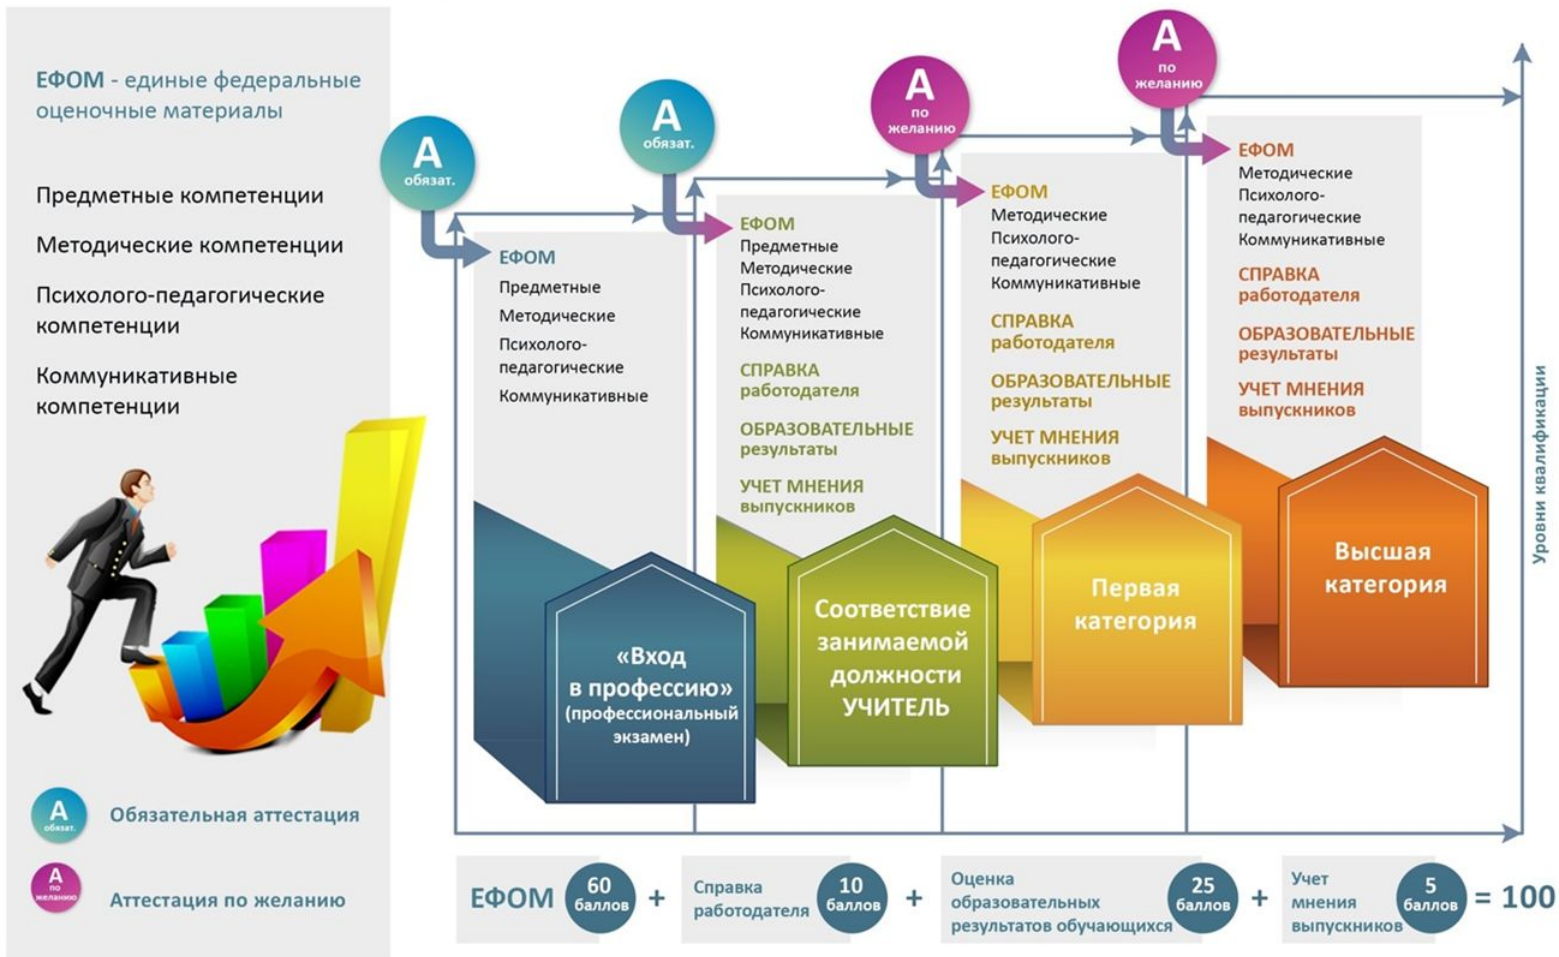 ЕФОМ - единые федеральные
оценочные материалы
Предметные компетенции
Методические компетенции
Психолого-педагогические
компетенции
Коммуникативные
компетенции
А
обязат.
Обязательная аттестация
А
по
желанию
Аттестация по желанию
А
обязат.
ЕФОМ
Предметные
Методические
Психолого-
педагогические
Коммуникативные
«Вход
в профессию»
(профессиональный
экзамен)
А
обязат.
ЕФОМ
Предметные
Методические
Психолого-
педагогические
Коммуникативные
СПРАВКА
работодателя
ОБРАЗОВАТЕЛЬНЫЕ
результаты
УЧЕТ МНЕНИЯ
выпускников
Соответствие
занимаемой
должности
УЧИТЕЛЬ
А
по
желанию
ЕФОМ
Методические
Психолого-
педагогические
Коммуникативные
СПРАВКА
работодателя
ОБРАЗОВАТЕЛЬНЫЕ
результаты
УЧЕТ МНЕНИЯ
выпускников
Первая
категория
А
по
желанию
ЕФОМ
Методические
Психолого-
педагогические
Коммуникативные
СПРАВКА
работодателя
ОБРАЗОВАТЕЛЬНЫЕ
результаты
УЧЕТ МНЕНИЯ
выпускников
Высшая
категория
Уровни квалификации
ЕФОМ
60
баллов
+
Справка
работодателя
10
баллов
+
Оценка
образовательных
результатов обучающихся
25
баллов
+
Учет
мнения
выпускников
5
баллов
= 100